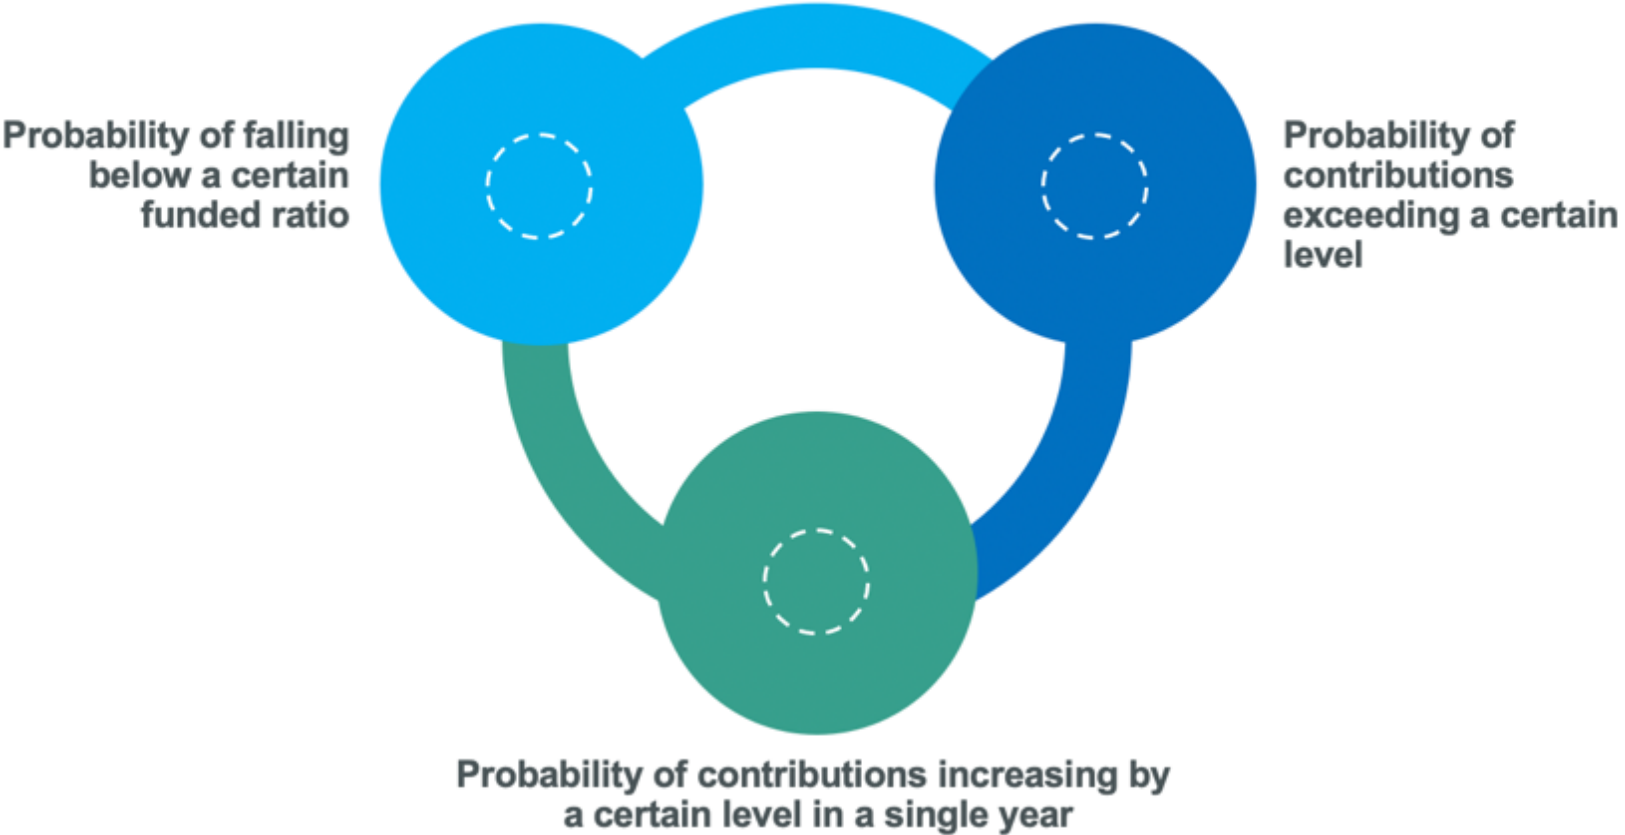 Probability of falling
below a certain
funded ratio
Probability of
contributions
exceeding a certain
level
Probability of contributions increasing by
a certain level in a single year